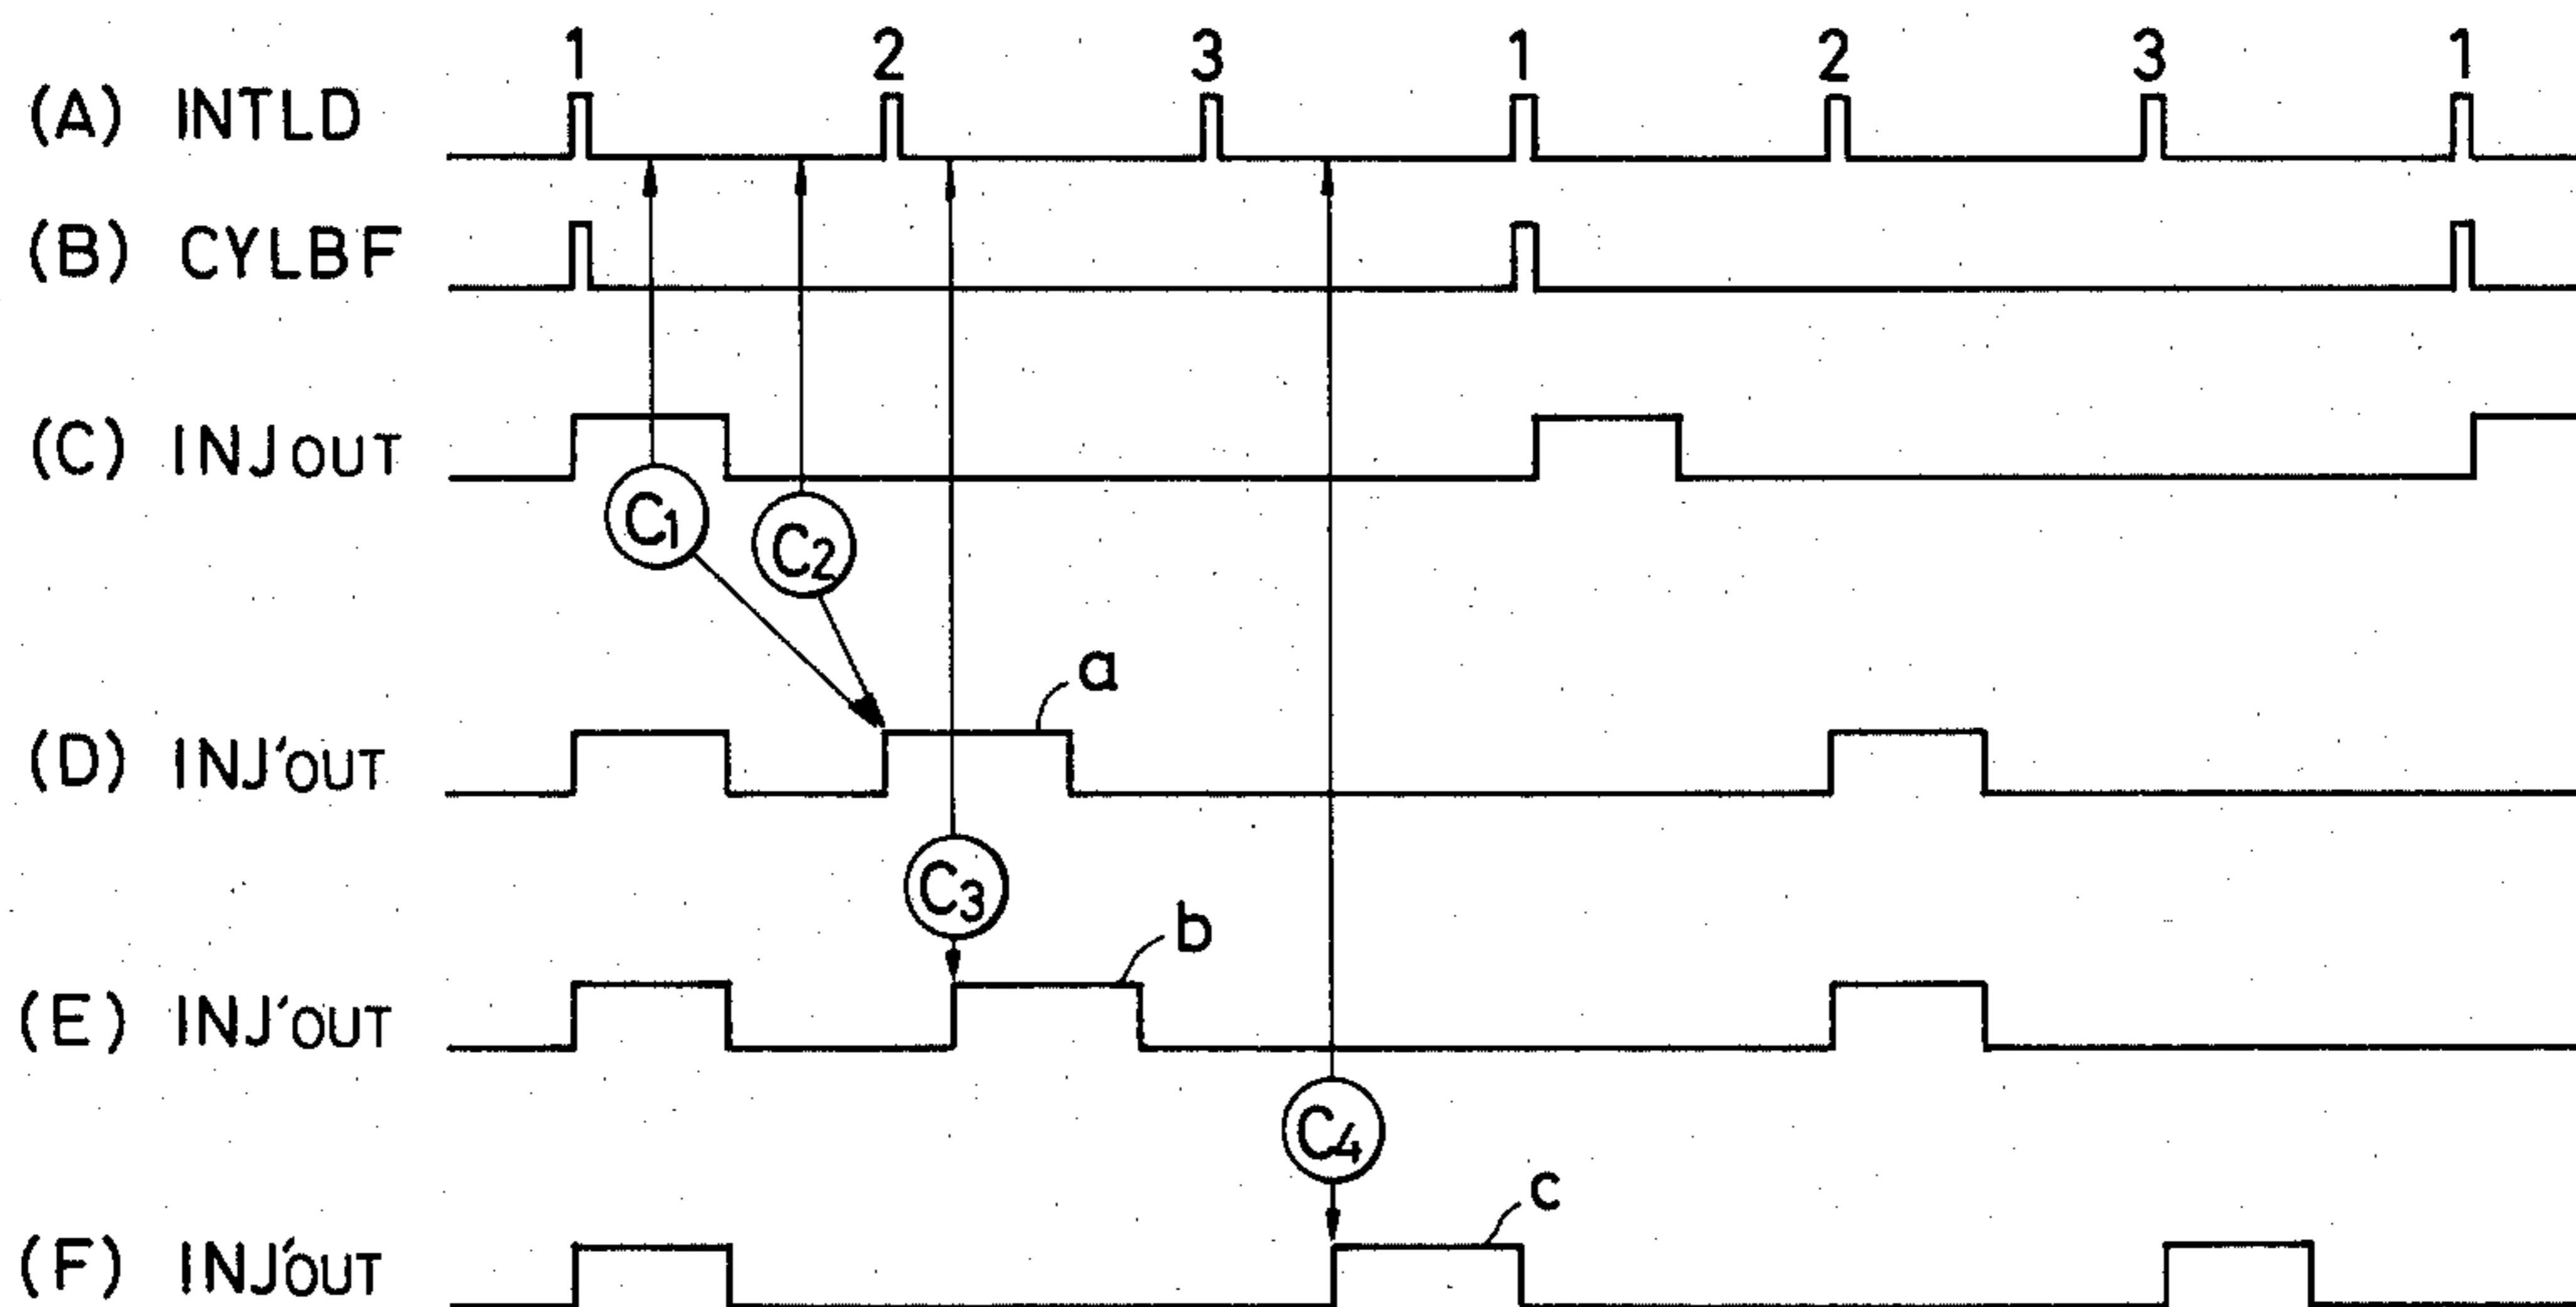 1 2 3 1 2 3 1
(A) INTLD
(B) CYLBF
(C) INJOUT
C1 C2
a
(D) INJ'OUT
C3
b
(E) INJ'OUT
C4
c
(F) INJ'OUT